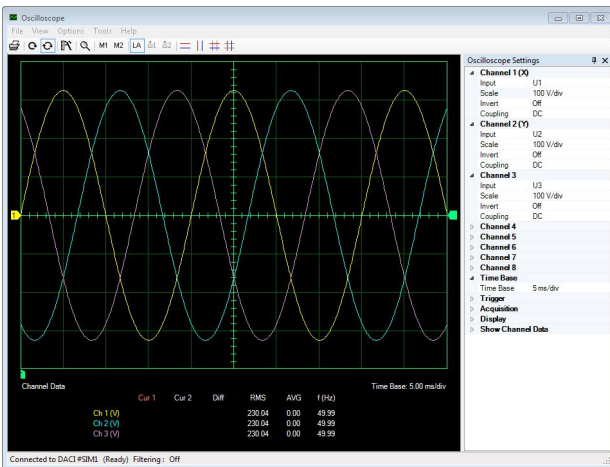 Oscilloscope
File View Options Tools Help
M1 M2 LA Δt Δ2
Oscilloscope Settings
Channel 1 (X)
Input U1
Scale 100 V/div
Invert Off
Coupling DC
Channel 2 (Y)
Input U2
Scale 100 V/div
Invert Off
Coupling DC
Channel 3
Input U3
Scale 100 V/div
Invert Off
Coupling DC
Channel 4
Channel 5
Channel 6
Channel 7
Channel 8
Time Base
Time Base 5 ms/div
Trigger
Acquisition
Display
Show Channel Data
1
Channel Data Time Base: 5.00 ms/div
Cur 1 Cur 2 Diff RMS AVG f (Hz)
Ch 1 (V) 230.04 0.00 49.99
Ch 2 (V) 230.04 0.00 49.99
Ch 3 (V) 230.04 0.00 49.99
Connected to DACI #SIM1 (Ready) Filtering : Off